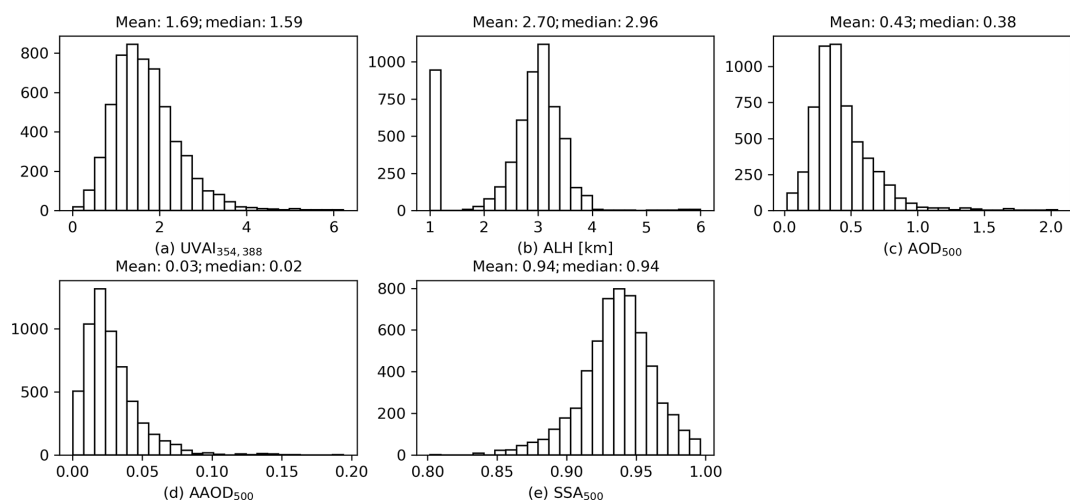 Mean: 1.69; median: 1.59
800
600
400
200
0
0 2 4 6
(a) UVAI354, 388
Mean: 2.70; median: 2.96
1000
750
500
250
0
1 2 3 4 5 6
(b) ALH [km]
Mean: 0.43; median: 0.38
1000
750
500
250
0
0.0 0.5 1.0 1.5 2.0
(c) AOD500
Mean: 0.03; median: 0.02
1000
500
0
0.00 0.05 0.10 0.15 0.20
(d) AAOD500
Mean: 0.94; median: 0.94
800
600
400
200
0
0.80 0.85 0.90 0.95 1.00
(e) SSA500